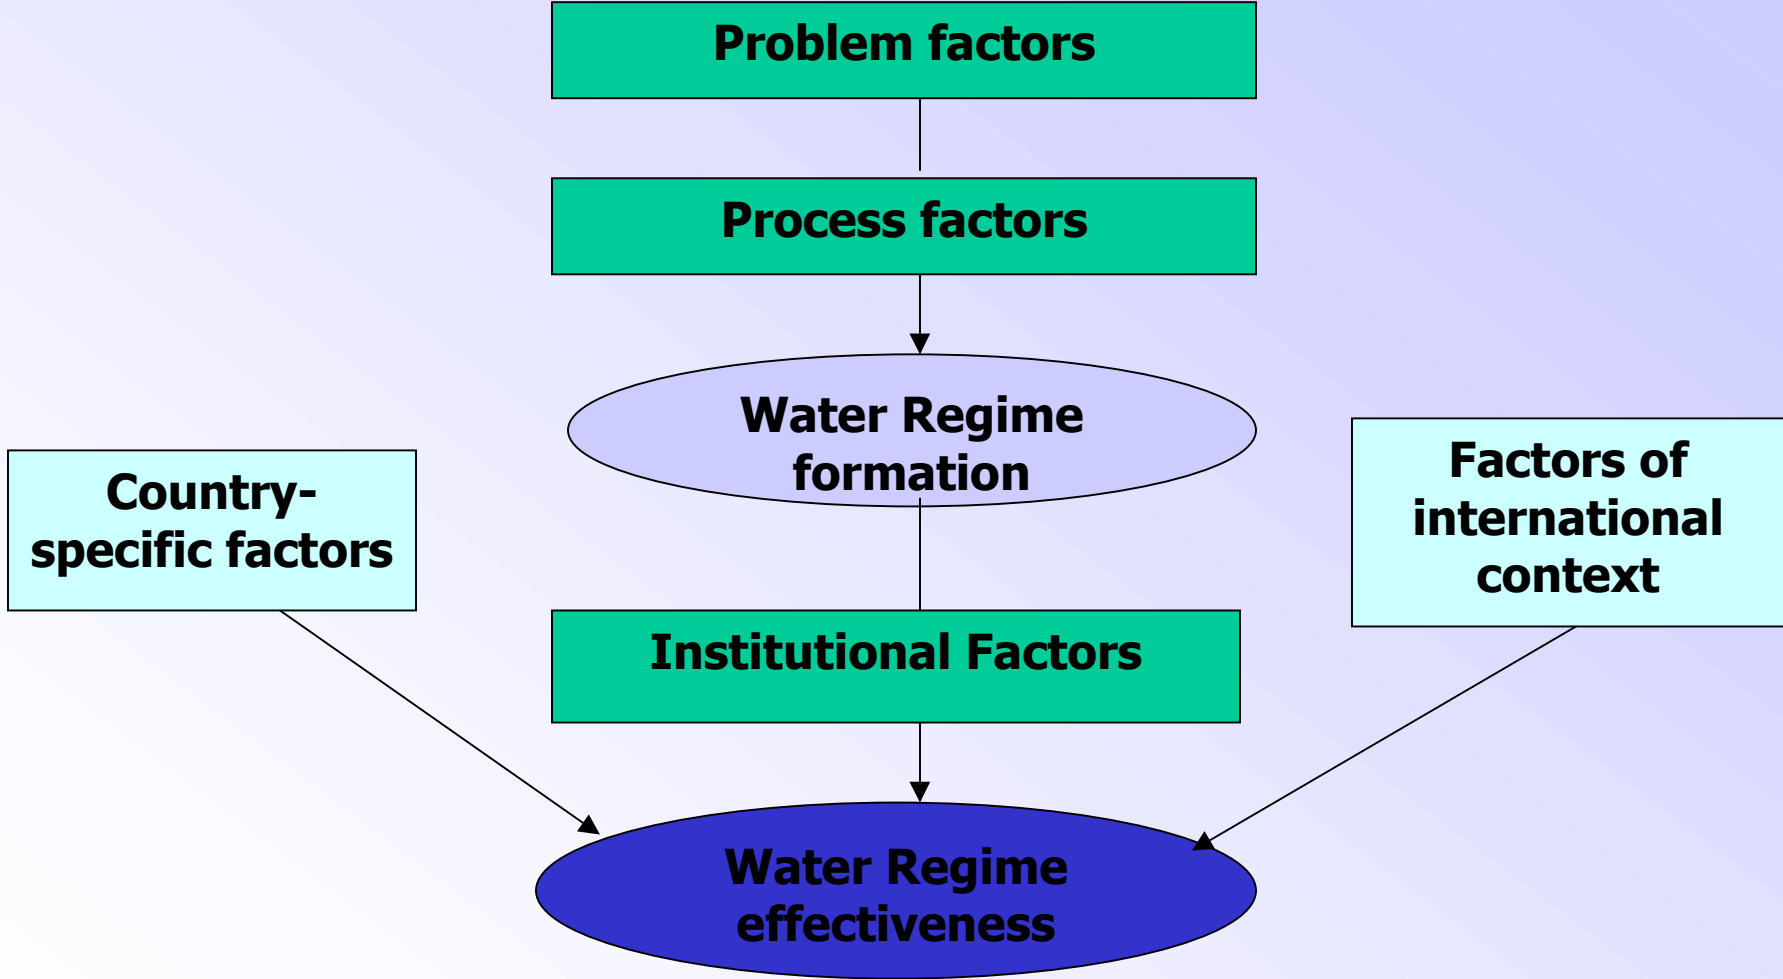 Problem factors
Process factors
Water Regime
formation
Country-
specific factors
Factors of
international
context
Institutional Factors
Water Regime
effectiveness